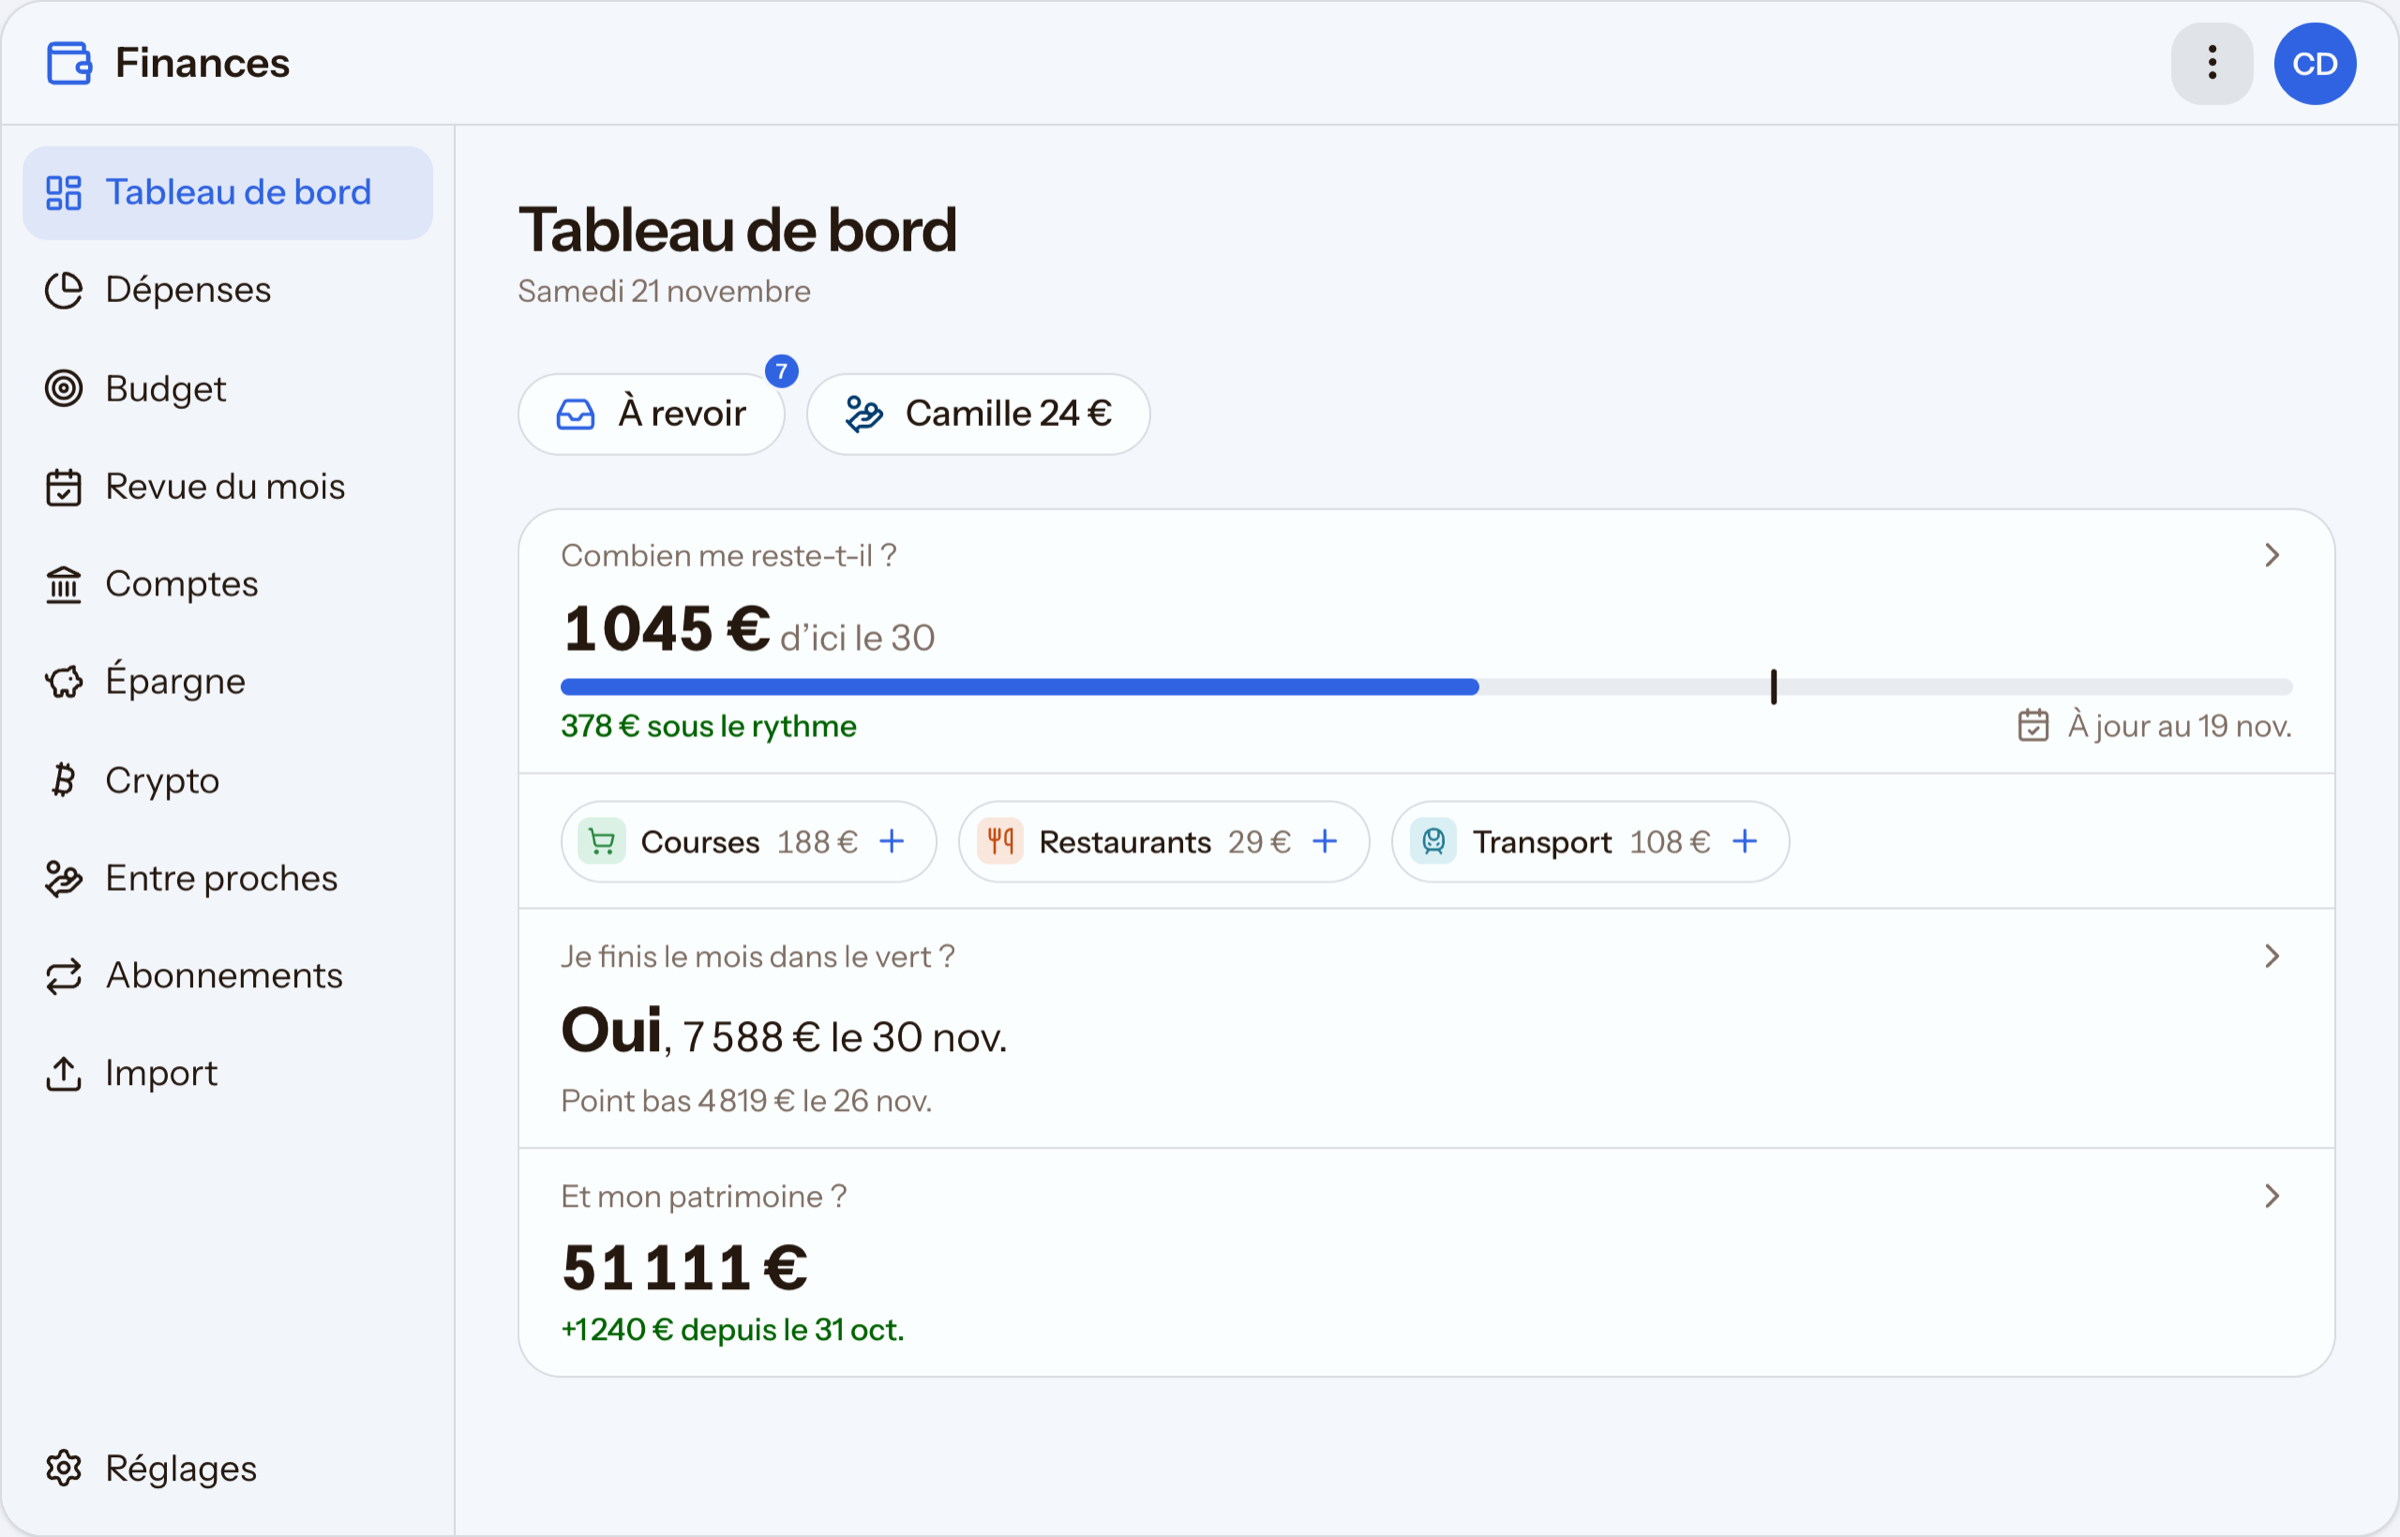 Finances
CD
Tableau de bord
Dépenses
Budget
Revue du mois
Comptes
Épargne
Crypto
Entre proches
Abonnements
Import
Réglages
Tableau de bord
Samedi 21 novembre
À revoir 7
Camille 24 €
Combien me reste-t-il ?
1 045 € d’ici le 30
378 € sous le rythme
À jour au 19 nov.
Courses 188 € +
Restaurants 29 € +
Transport 108 € +
Je finis le mois dans le vert ?
Oui, 7 588 € le 30 nov.
Point bas 4 819 € le 26 nov.
Et mon patrimoine ?
51 111 €
+1 240 € depuis le 31 oct.